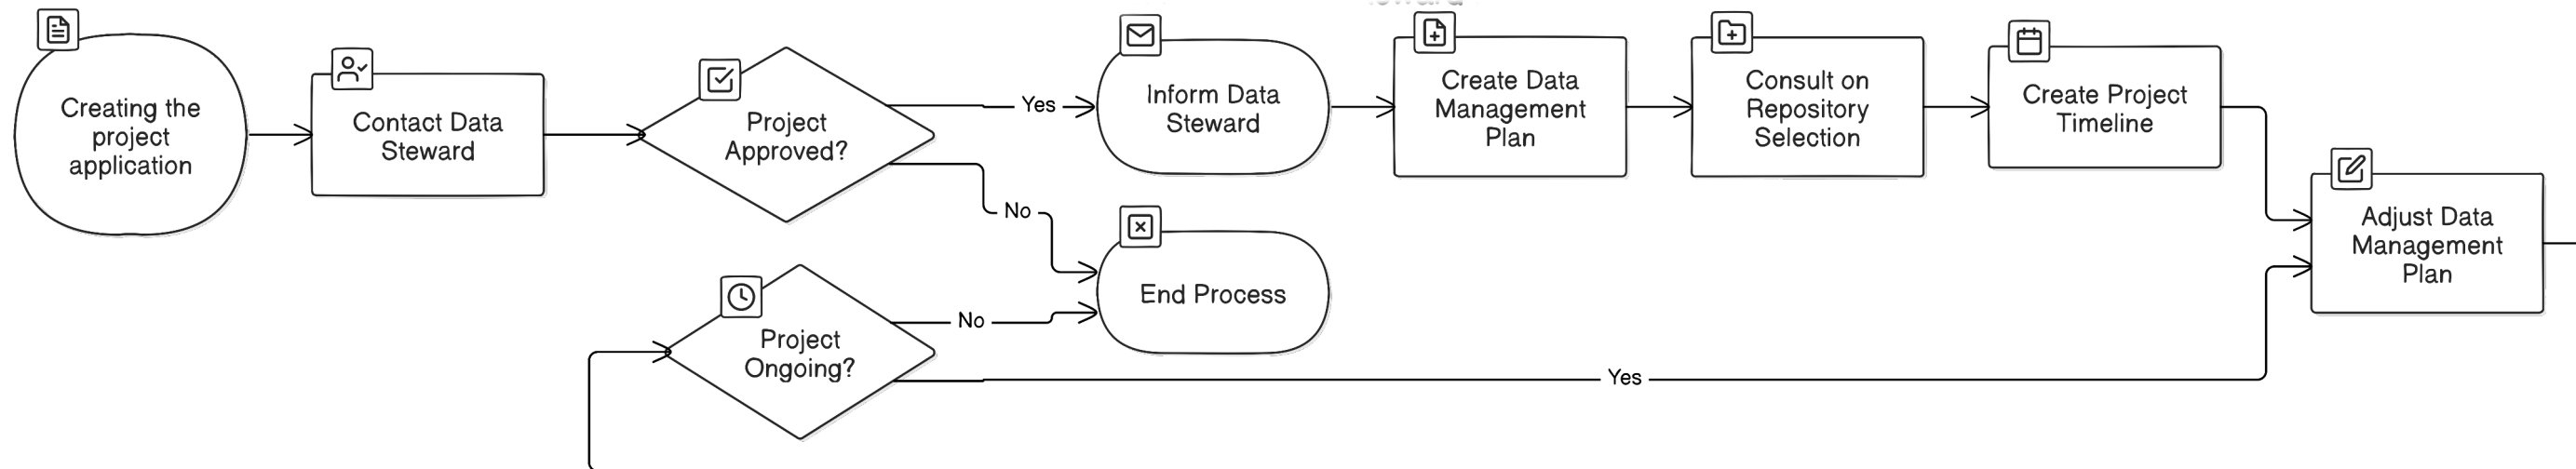 Creating the
project
application
Contact Data
Steward
Project
Approved?
Yes
No
Inform Data
Steward
Create Data
Management
Plan
Consult on
Repository
Selection
Create Project
Timeline
Adjust Data
Management
Plan
End Process
Project
Ongoing?
No
Yes